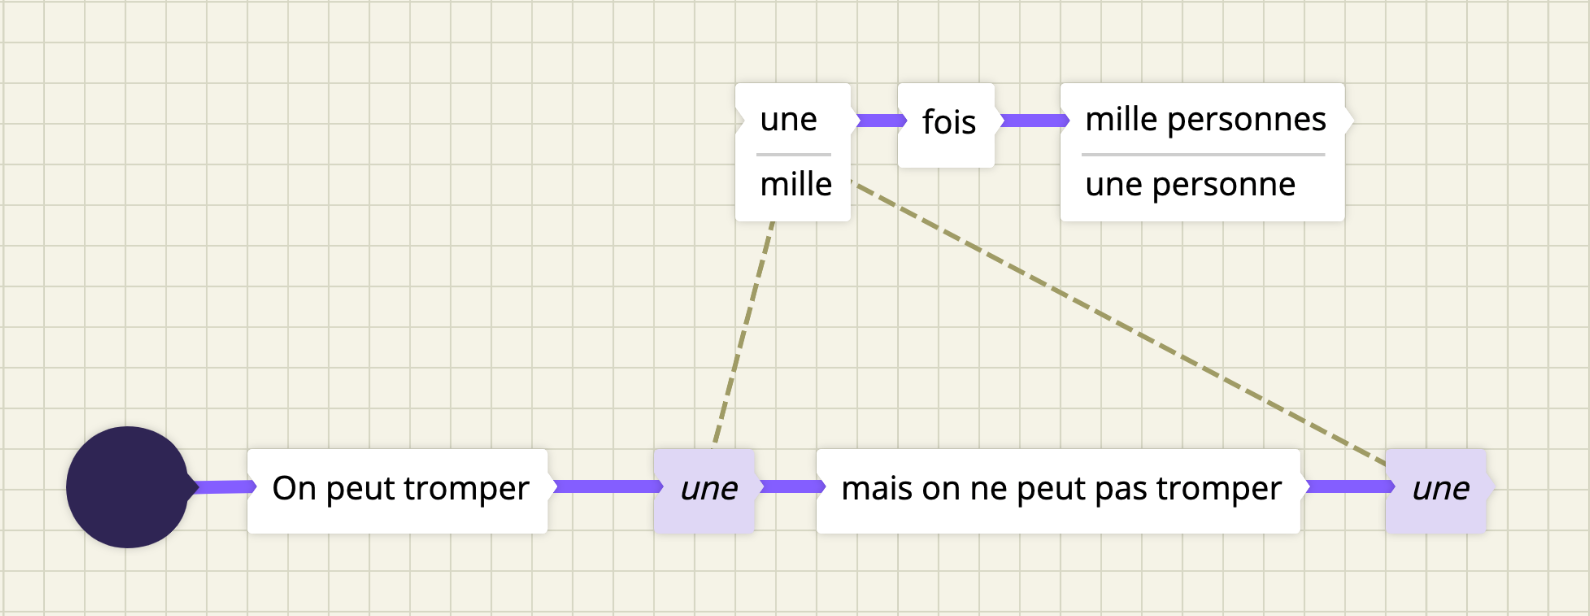 une
mille
fois
mille personnes
une personne
On peut tromper
une
mais on ne peut pas tromper
une